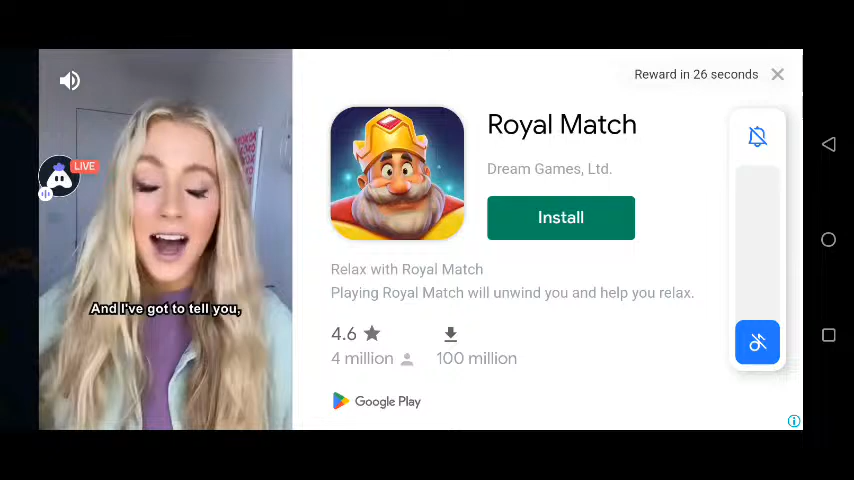 LIVE
And I've got to tell you,
Reward in 26 seconds
Royal Match
Dream Games, Ltd.
Install
Relax with Royal Match
Playing Royal Match will unwind you and help you relax.
4.6
4 million
100 million
Google Play